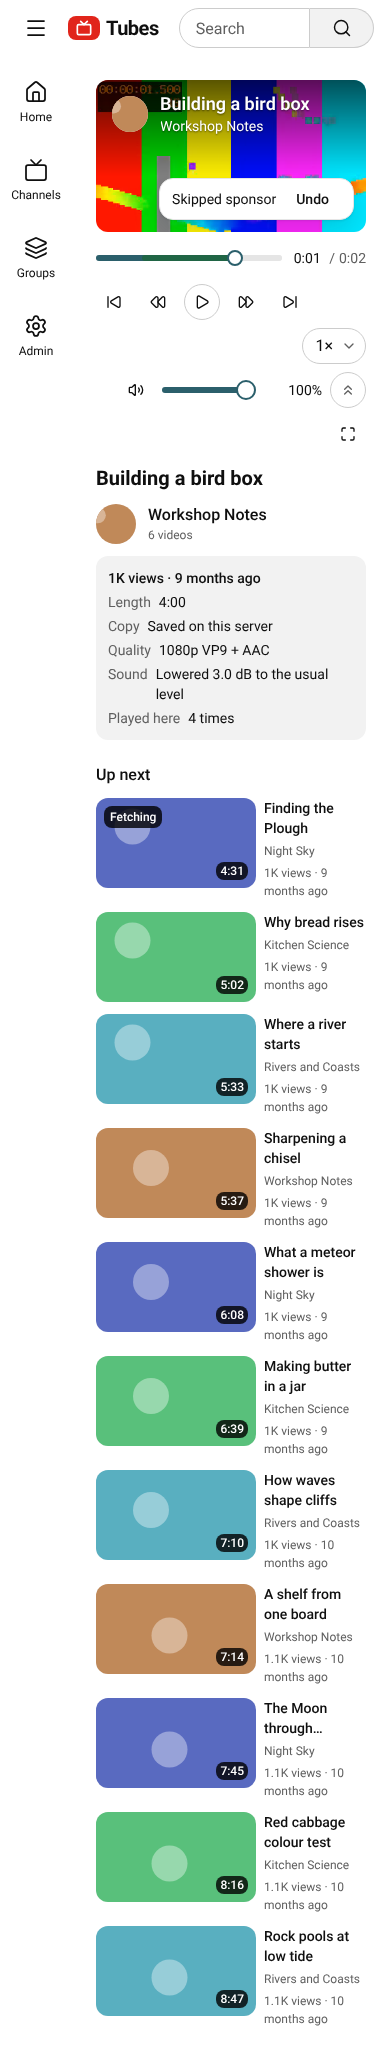 Tubes
Search
Home
Channels
Groups
Admin
00:00:01.500
Building a bird box
Workshop Notes
Skipped sponsor Undo
0:01 / 0:02
1×
100%
Building a bird box
Workshop Notes
6 videos
1K views · 9 months ago
Length 4:00
Copy Saved on this server
Quality 1080p VP9 + AAC
Sound Lowered 3.0 dB to the usual
level
Played here 4 times
Up next
Fetching
4:31
Finding the
Plough
Night Sky
1K views · 9
months ago
5:02
Why bread rises
Kitchen Science
1K views · 9
months ago
5:33
Where a river
starts
Rivers and Coasts
1K views · 9
months ago
5:37
Sharpening a
chisel
Workshop Notes
1K views · 9
months ago
6:08
What a meteor
shower is
Night Sky
1K views · 9
months ago
6:39
Making butter
in a jar
Kitchen Science
1K views · 9
months ago
7:10
How waves
shape cliffs
Rivers and Coasts
1K views · 10
months ago
7:14
A shelf from
one board
Workshop Notes
1.1K views · 10
months ago
7:45
The Moon
through…
Night Sky
1.1K views · 10
months ago
8:16
Red cabbage
colour test
Kitchen Science
1.1K views · 10
months ago
8:47
Rock pools at
low tide
Rivers and Coasts
1.1K views · 10
months ago